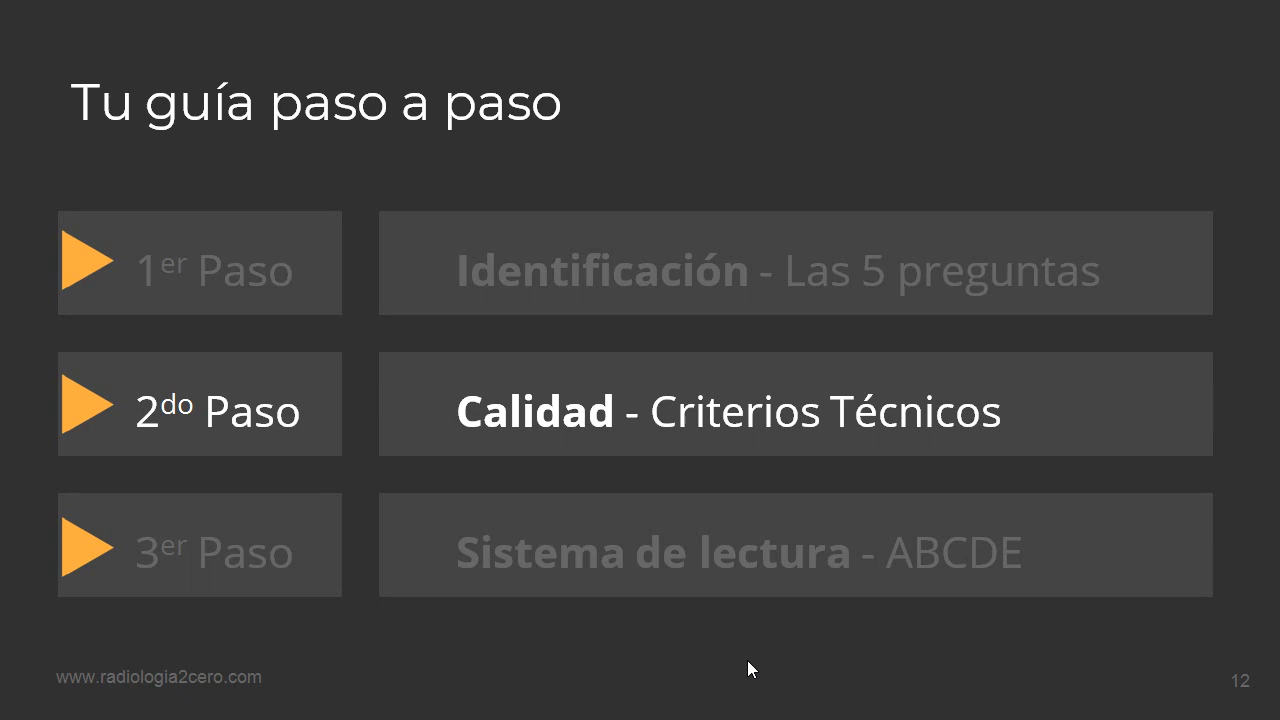 Tu guía paso a paso
1er Paso
Identificación - Las 5 preguntas
2do Paso
Calidad - Criterios Técnicos
3er Paso
Sistema de lectura - ABCDE
www.radiologia2cero.com
12